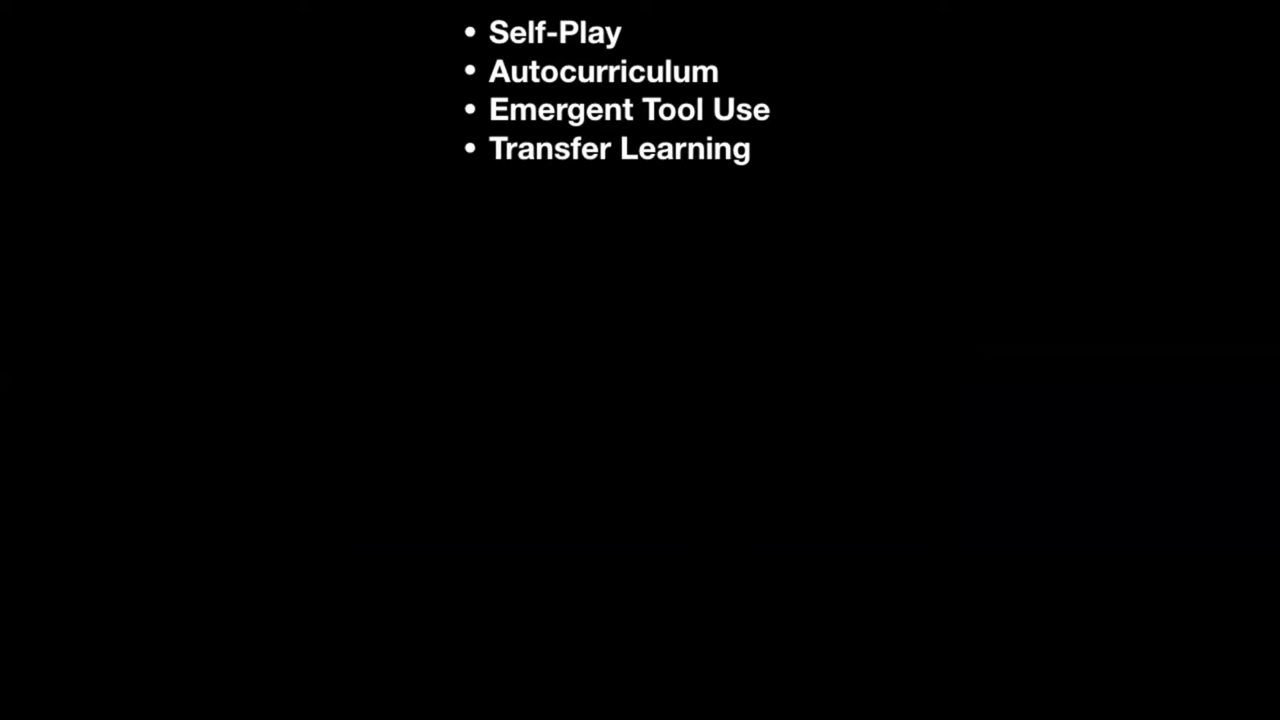 • Self-Play
• Autocurriculum
• Emergent Tool Use
• Transfer Learning